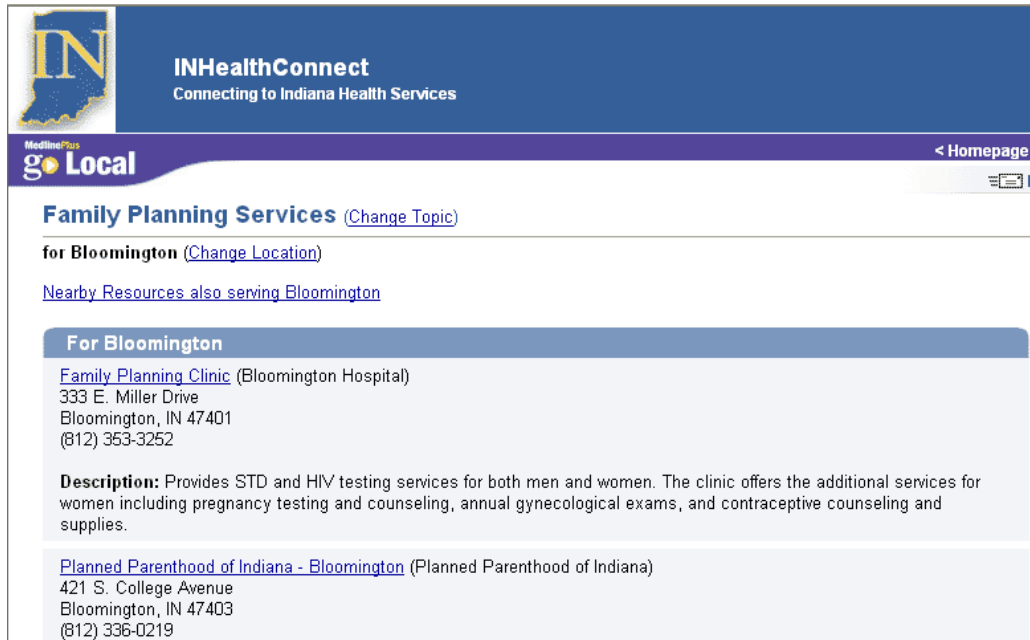 IN
INHealthConnect
Connecting to Indiana Health Services
MedlinePlus
go Local
< Homepage
Family Planning Services (Change Topic)
for Bloomington (Change Location)
Nearby Resources also serving Bloomington
For Bloomington
Family Planning Clinic (Bloomington Hospital)
333 E. Miller Drive
Bloomington, IN 47401
(812) 353-3252
Description: Provides STD and HIV testing services for both men and women. The clinic offers the additional services for
women including pregnancy testing and counseling, annual gynecological exams, and contraceptive counseling and
supplies.
Planned Parenthood of Indiana - Bloomington (Planned Parenthood of Indiana)
421 S. College Avenue
Bloomington, IN 47403
(812) 336-0219